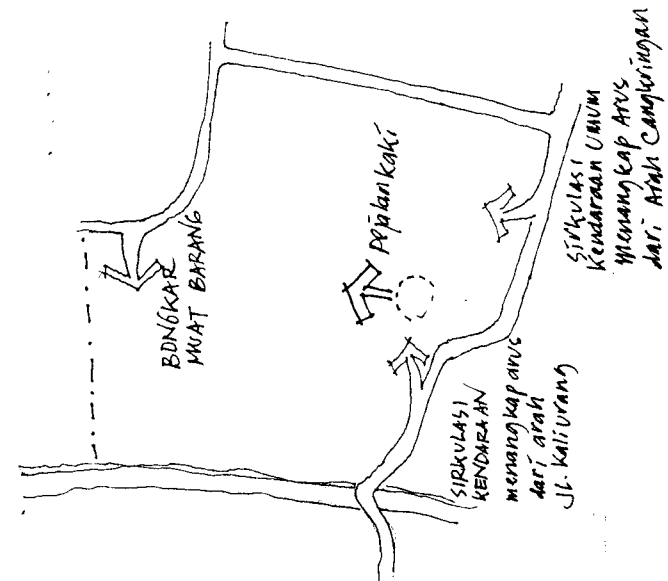 BONGKAR
MUAT BARANG
pejalan kaki
SIRKULASI
KENDARAAN
menangkap arus
dari arah
JL. Kaliurang
Sirkulasi
Kendaraan Umum
menangkap Arus
dari Arah Cangkringan